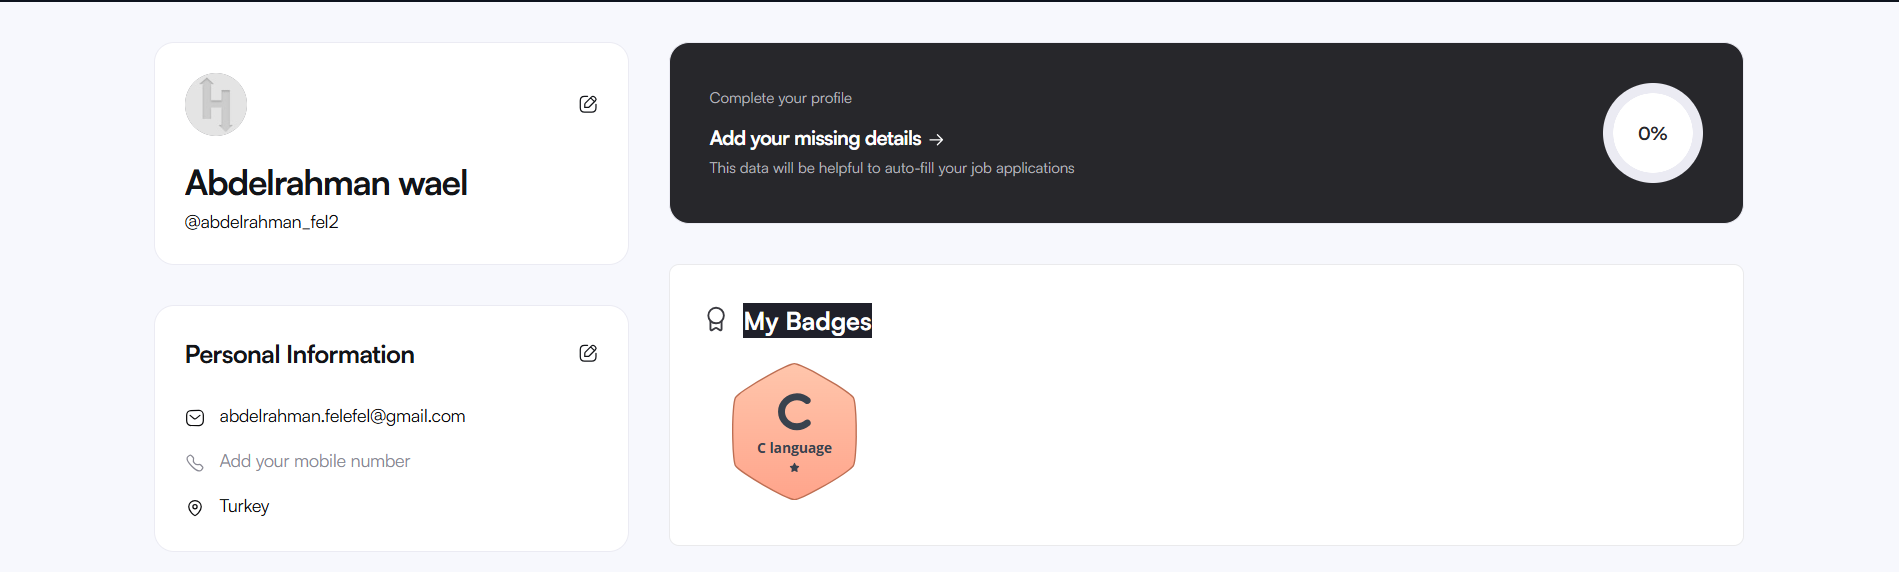 Abdelrahman wael
@abdelrahman_fel2
Personal Information
abdelrahman.felefel@gmail.com
Add your mobile number
Turkey
Complete your profile
Add your missing details →
This data will be helpful to auto-fill your job applications
0%
My Badges
C
C language